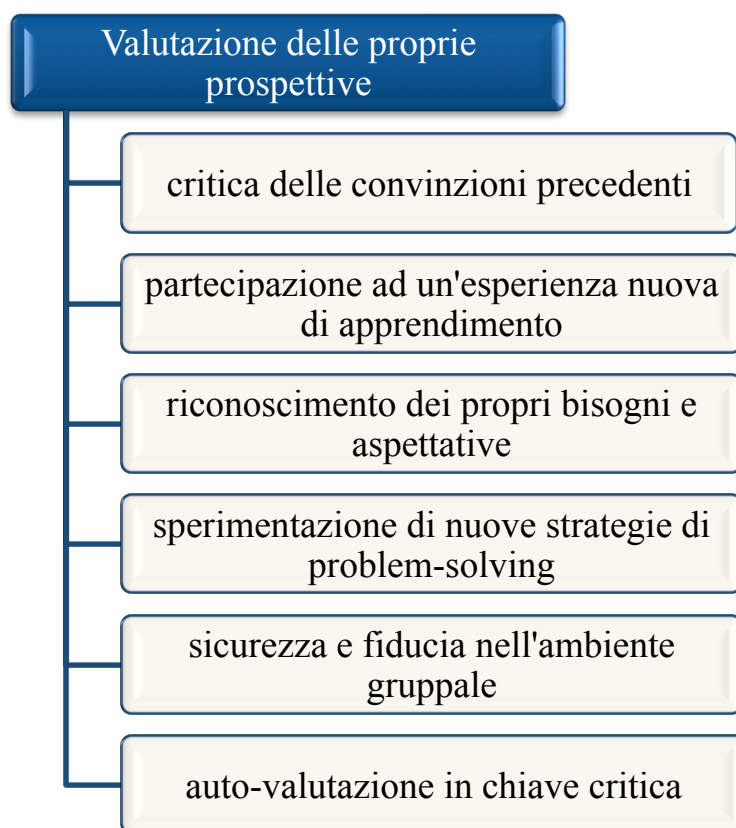 Valutazione delle proprie
prospettive
critica delle convinzioni precedenti
partecipazione ad un'esperienza nuova
di apprendimento
riconoscimento dei propri bisogni e
aspettative
sperimentazione di nuove strategie di
problem-solving
sicurezza e fiducia nell'ambiente
gruppale
auto-valutazione in chiave critica